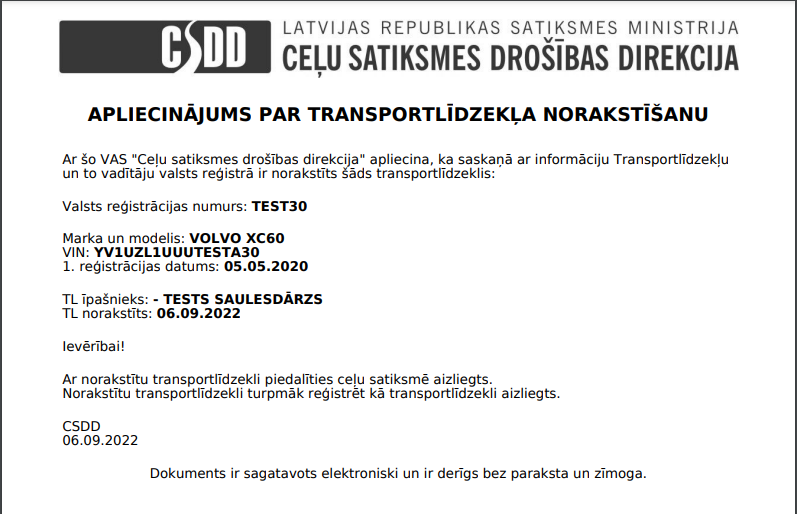 CSDD
LATVIJAS REPUBLIKAS SATIKSMES MINISTRIJA
CEĻU SATIKSMES DROŠĪBAS DIREKCIJA
APLIECINĀJUMS PAR TRANSPORTLĪDZEKĻA NORAKSTĪŠANU
Ar šo VAS "Ceļu satiksmes drošības direkcija" apliecina, ka saskaņā ar informāciju Transportlīdzekļu
un to vadītāju valsts reģistrā ir norakstīts šāds transportlīdzeklis:
Valsts reģistrācijas numurs: TEST30
Marka un modelis: VOLVO XC60
VIN: YV1UZL1UUUTESTA30
1. reģistrācijas datums: 05.05.2020
TL īpašnieks: - TESTS SAULESDĀRZS
TL norakstīts: 06.09.2022
Ievērībai!
Ar norakstītu transportlīdzekli piedalīties ceļu satiksmē aizliegts.
Norakstītu transportlīdzekli turpmāk reģistrēt kā transportlīdzekli aizliegts.
CSDD
06.09.2022
Dokuments ir sagatavots elektroniski un ir derīgs bez paraksta un zīmoga.